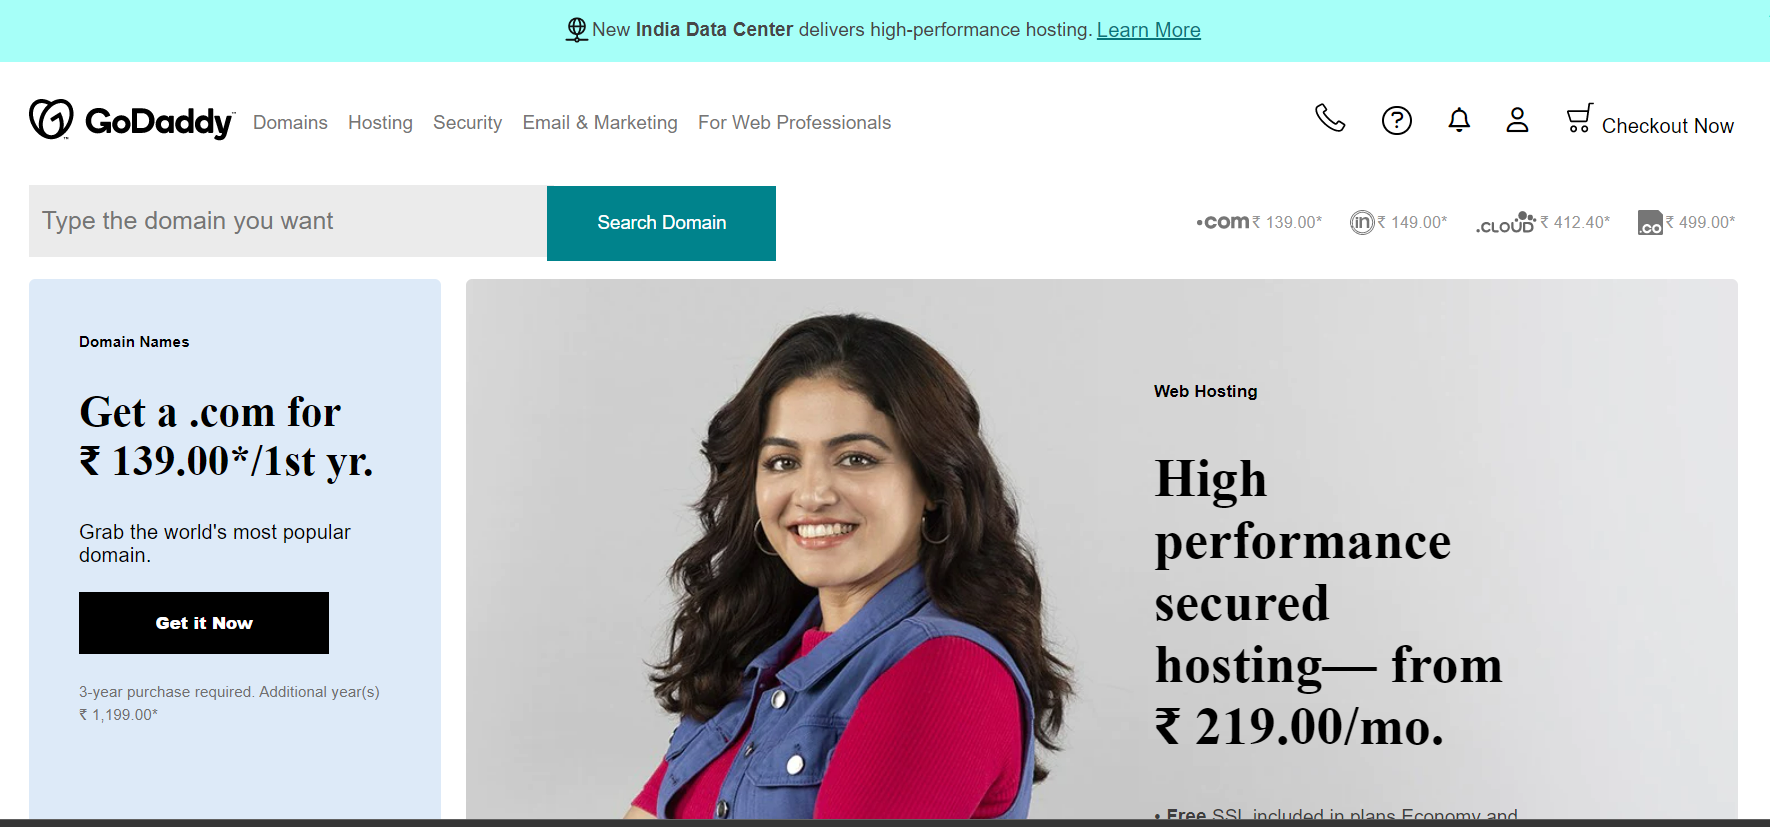 New India Data Center delivers high-performance hosting. Learn More
GoDaddy™ Domains Hosting Security Email & Marketing For Web Professionals Checkout Now
Type the domain you want Search Domain .com ₹ 139.00* in ₹ 149.00* .CLOUD ₹ 412.40* .co ₹ 499.00*
Domain Names
Get a .com for
₹ 139.00*/1st yr.
Grab the world's most popular
domain.
Get it Now
3-year purchase required. Additional year(s)
₹ 1,199.00*
Web Hosting
High
performance
secured
hosting— from
₹ 219.00/mo.
• Free SSL included in plans Economy and